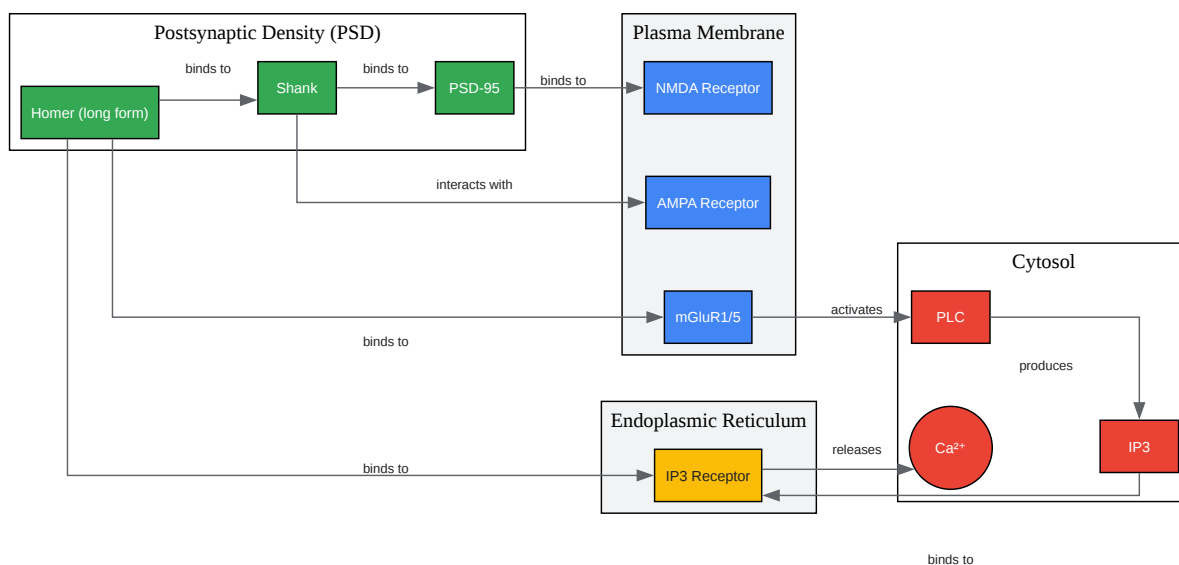 Postsynaptic Density (PSD)
Plasma Membrane
binds to
binds to
binds to
Homer (long form)
Shank
PSD-95
NMDA Receptor
interacts with
AMPA Receptor
Cytosol
mGluR1/5
activates
PLC
binds to
produces
Endoplasmic Reticulum
binds to
IP3 Receptor
releases
Ca²⁺
IP3
binds to